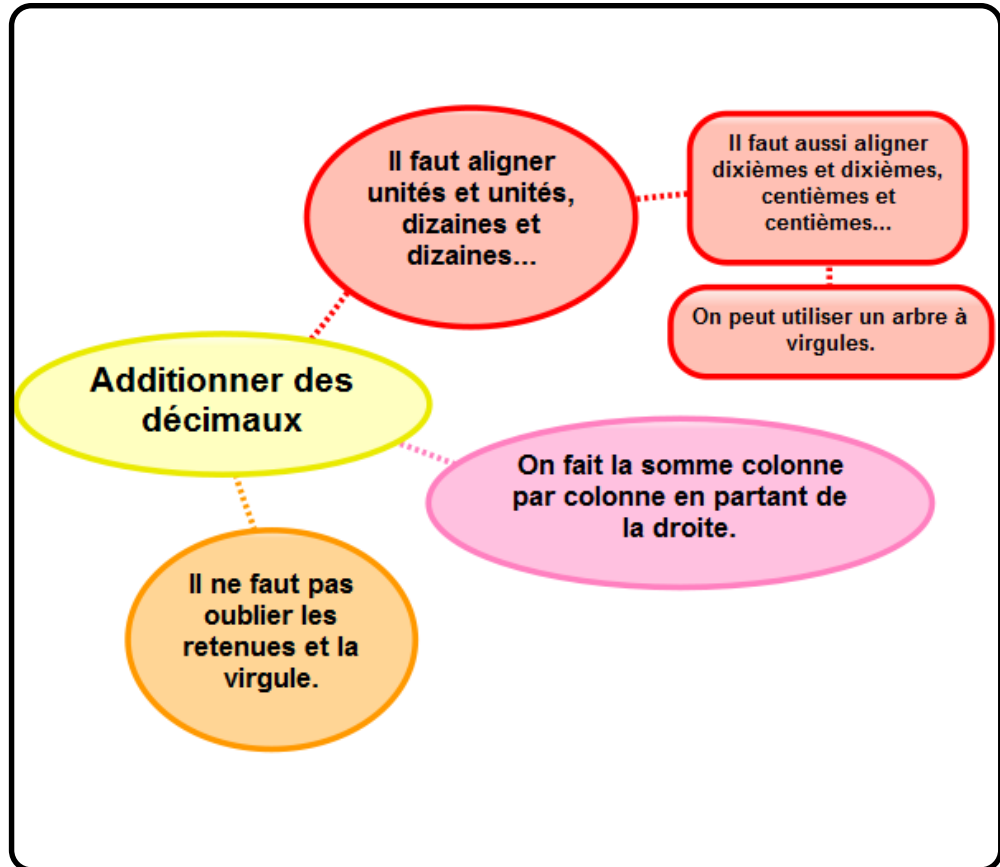 Il faut aligner
unités et unités,
dizaines et
dizaines...
Il faut aussi aligner
dixièmes et dixièmes,
centièmes et
centièmes...
On peut utiliser un arbre à
virgules.
Additionner des
décimaux
On fait la somme colonne
par colonne en partant de
la droite.
Il ne faut pas
oublier les
retenues et la
virgule.